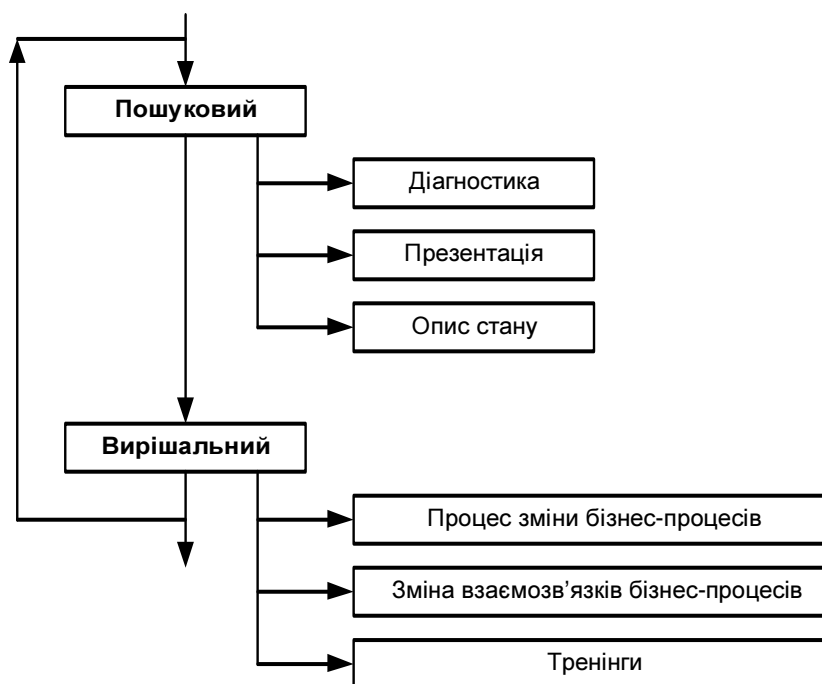 Пошуковий
Діагностика
Презентація
Опис стану
Вирішальний
Процес зміни бізнес-процесів
Зміна взаємозв’язків бізнес-процесів
Тренінги